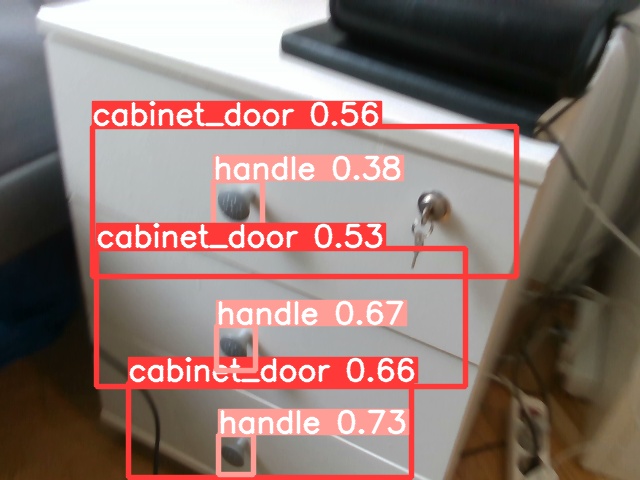 cabinet_door 0.56
handle 0.38
cabinet_door 0.53
handle 0.67
cabinet_door 0.66
handle 0.73